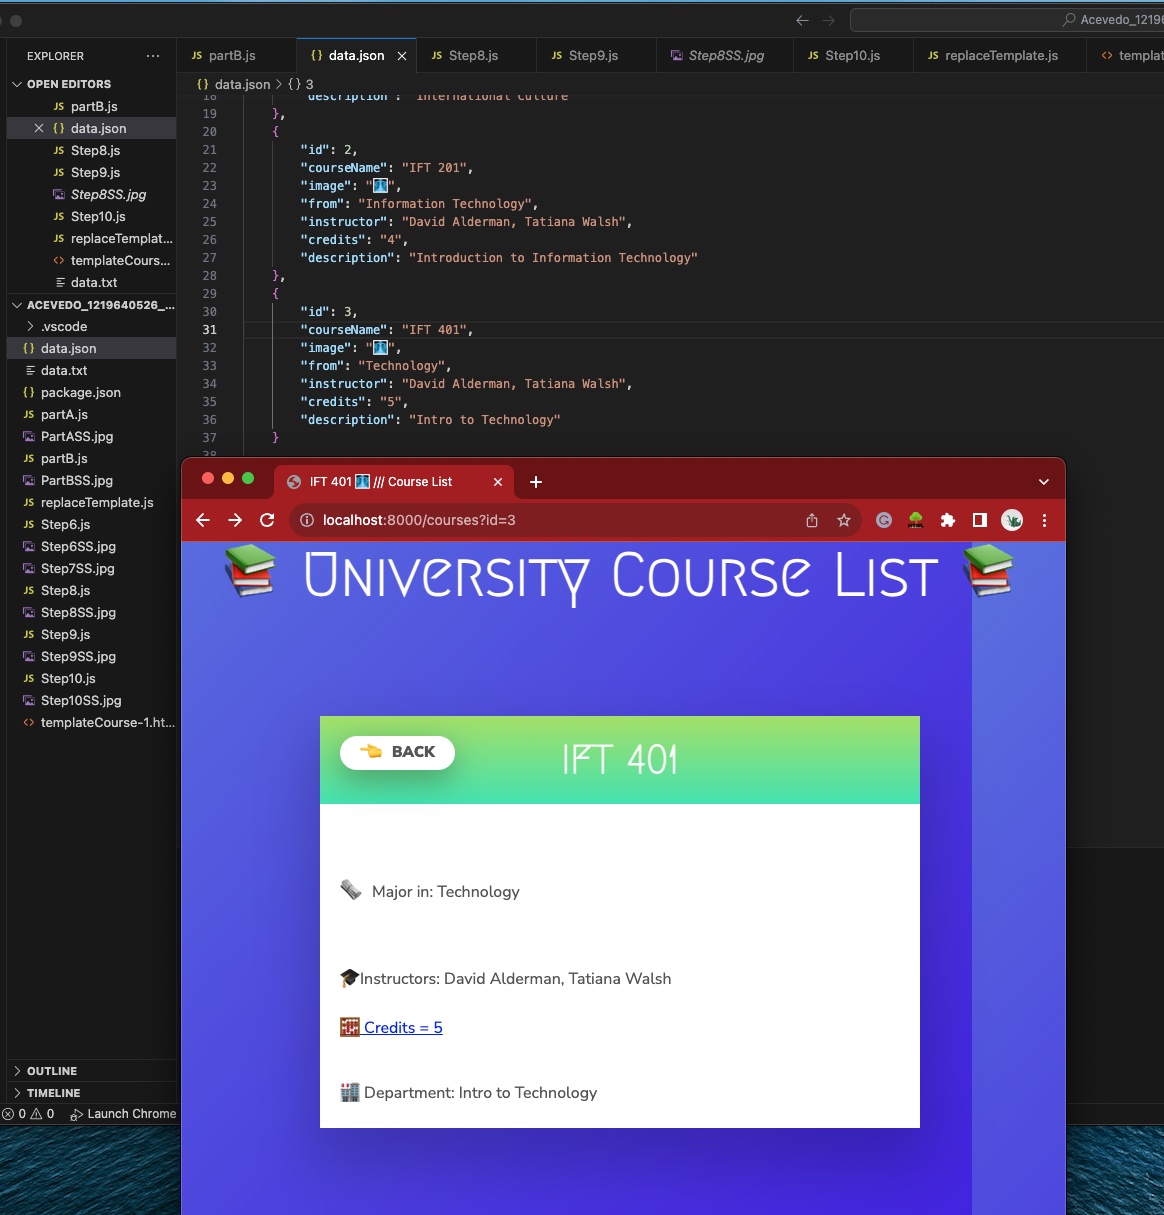 Acevedo_1219
EXPLORER
partB.js
data.json
Step8.js
Step9.js
Step8SS.jpg
Step10.js
replaceTemplate.js
templat
OPEN EDITORS
partB.js
data.json
Step8.js
Step9.js
Step8SS.jpg
Step10.js
replaceTemplat...
templateCours...
data.txt
ACEVEDO_1219640526_...
.vscode
data.json
data.txt
package.json
partA.js
PartASS.jpg
partB.js
PartBSS.jpg
replaceTemplate.js
Step6.js
Step6SS.jpg
Step7SS.jpg
Step8.js
Step8SS.jpg
Step9.js
Step9SS.jpg
Step10.js
Step10SS.jpg
templateCourse-1.ht...
OUTLINE
TIMELINE
0 0 Launch Chrome
data.json > {} 3
18 "description": "International Culture"
19 },
20 {
21 "id": 2,
22 "courseName": "IFT 201",
23 "image": "🩻",
24 "from": "Information Technology",
25 "instructor": "David Alderman, Tatiana Walsh",
26 "credits": "4",
27 "description": "Introduction to Information Technology"
28 },
29 {
30 "id": 3,
31 "courseName": "IFT 401",
32 "image": "🩻",
33 "from": "Technology",
34 "instructor": "David Alderman, Tatiana Walsh",
35 "credits": "5",
36 "description": "Intro to Technology"
37 }
38
IFT 401 🩻 /// Course List
localhost:8000/courses?id=3
📚 University Course List 📚
👈 BACK
IFT 401
🗞️ Major in: Technology
🎓Instructors: David Alderman, Tatiana Walsh
🧮 Credits = 5
🏢 Department: Intro to Technology